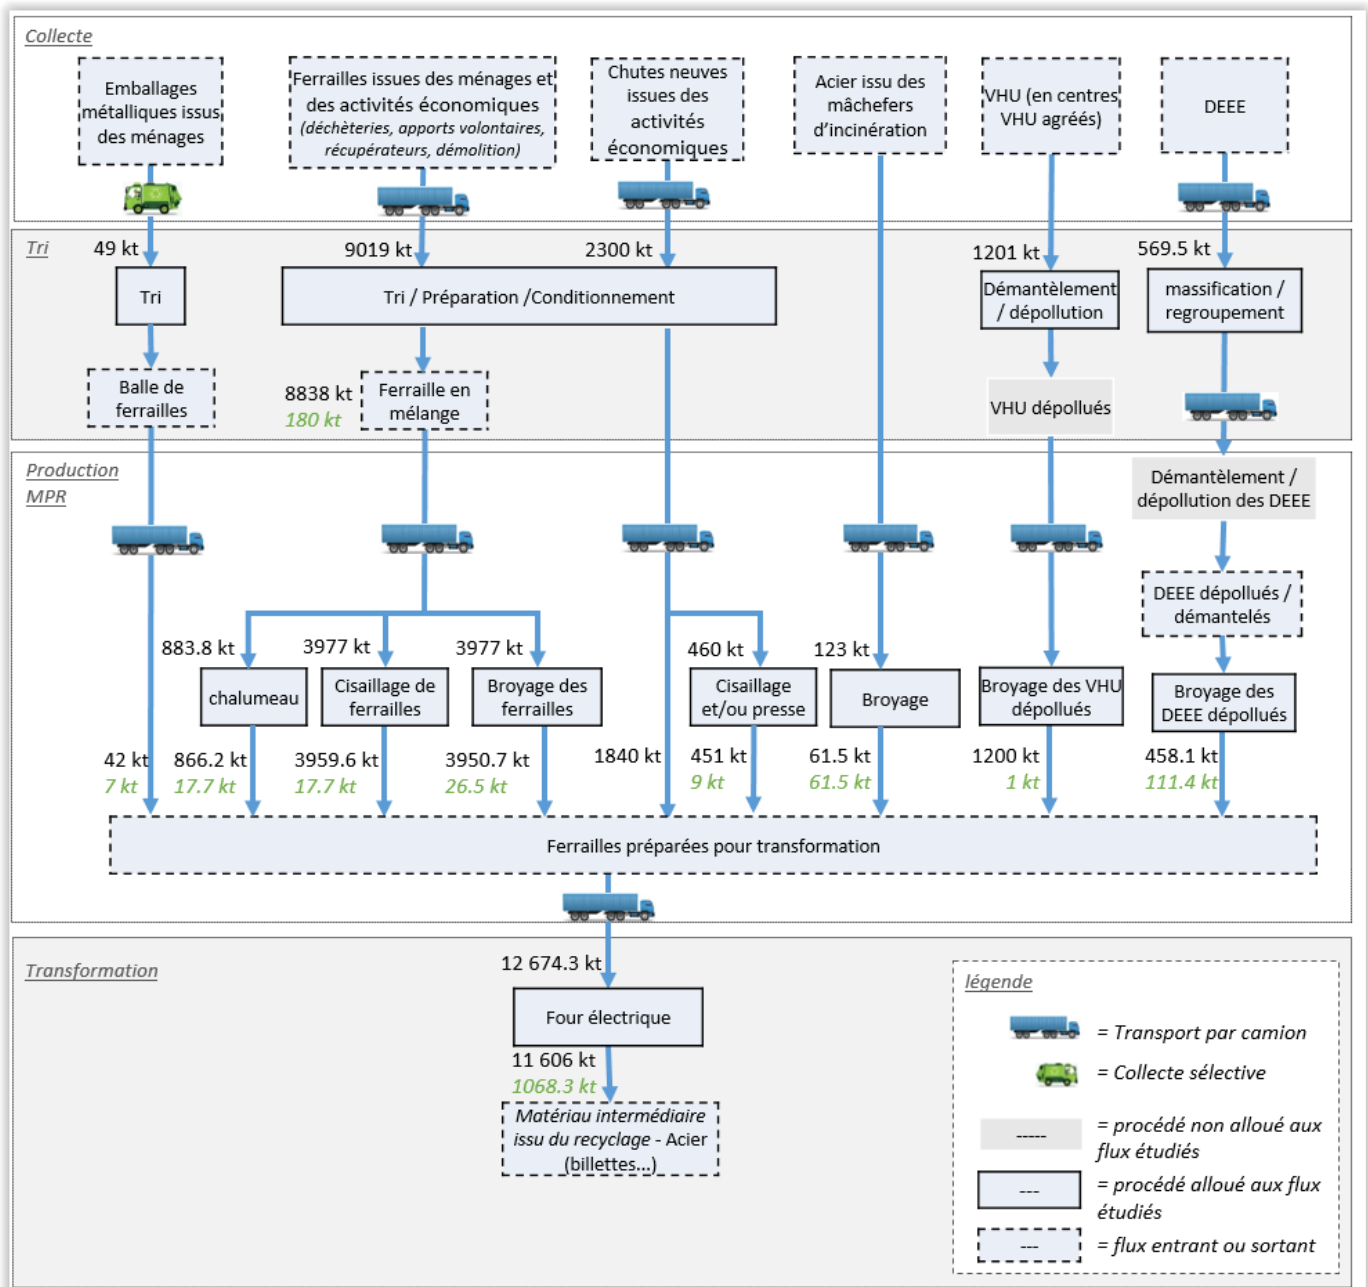 Collecte
Emballages
métalliques issus
des ménages
Ferrailles issues des ménages et
des activités économiques
(déchèteries, apports volontaires,
récupérateurs, démolition)
Chutes neuves
issues des
activités
économiques
Acier issu des
mâchefers
d'incinération
VHU (en centres
VHU agréés)
DEEE
Tri
49 kt
9019 kt
2300 kt
1201 kt
569.5 kt
Tri
Tri / Préparation /Conditionnement
Démantèlement
/ dépollution
massification /
regroupement
Balle de
ferrailles
8838 kt
180 kt
Ferraille en
mélange
VHU dépollués
Production
MPR
Démantèlement /
dépollution des DEEE
DEEE dépollués /
démantelés
883.8 kt
3977 kt
3977 kt
460 kt
123 kt
chalumeau
Cisaillage de
ferrailles
Broyage des
ferrailles
Cisaillage
et/ou presse
Broyage
Broyage des VHU
dépollués
Broyage des
DEEE dépollués
42 kt
7 kt
866.2 kt
17.7 kt
3959.6 kt
17.7 kt
3950.7 kt
26.5 kt
1840 kt
451 kt
9 kt
61.5 kt
61.5 kt
1200 kt
1 kt
458.1 kt
111.4 kt
Ferrailles préparées pour transformation
Transformation
12 674.3 kt
Four électrique
11 606 kt
1068.3 kt
Matériau intermédiaire
issu du recyclage - Acier
(billettes...)
légende
= Transport par camion
= Collecte sélective
-----
= procédé non alloué aux
flux étudiés
---
= procédé alloué aux flux
étudiés
---
= flux entrant ou sortant